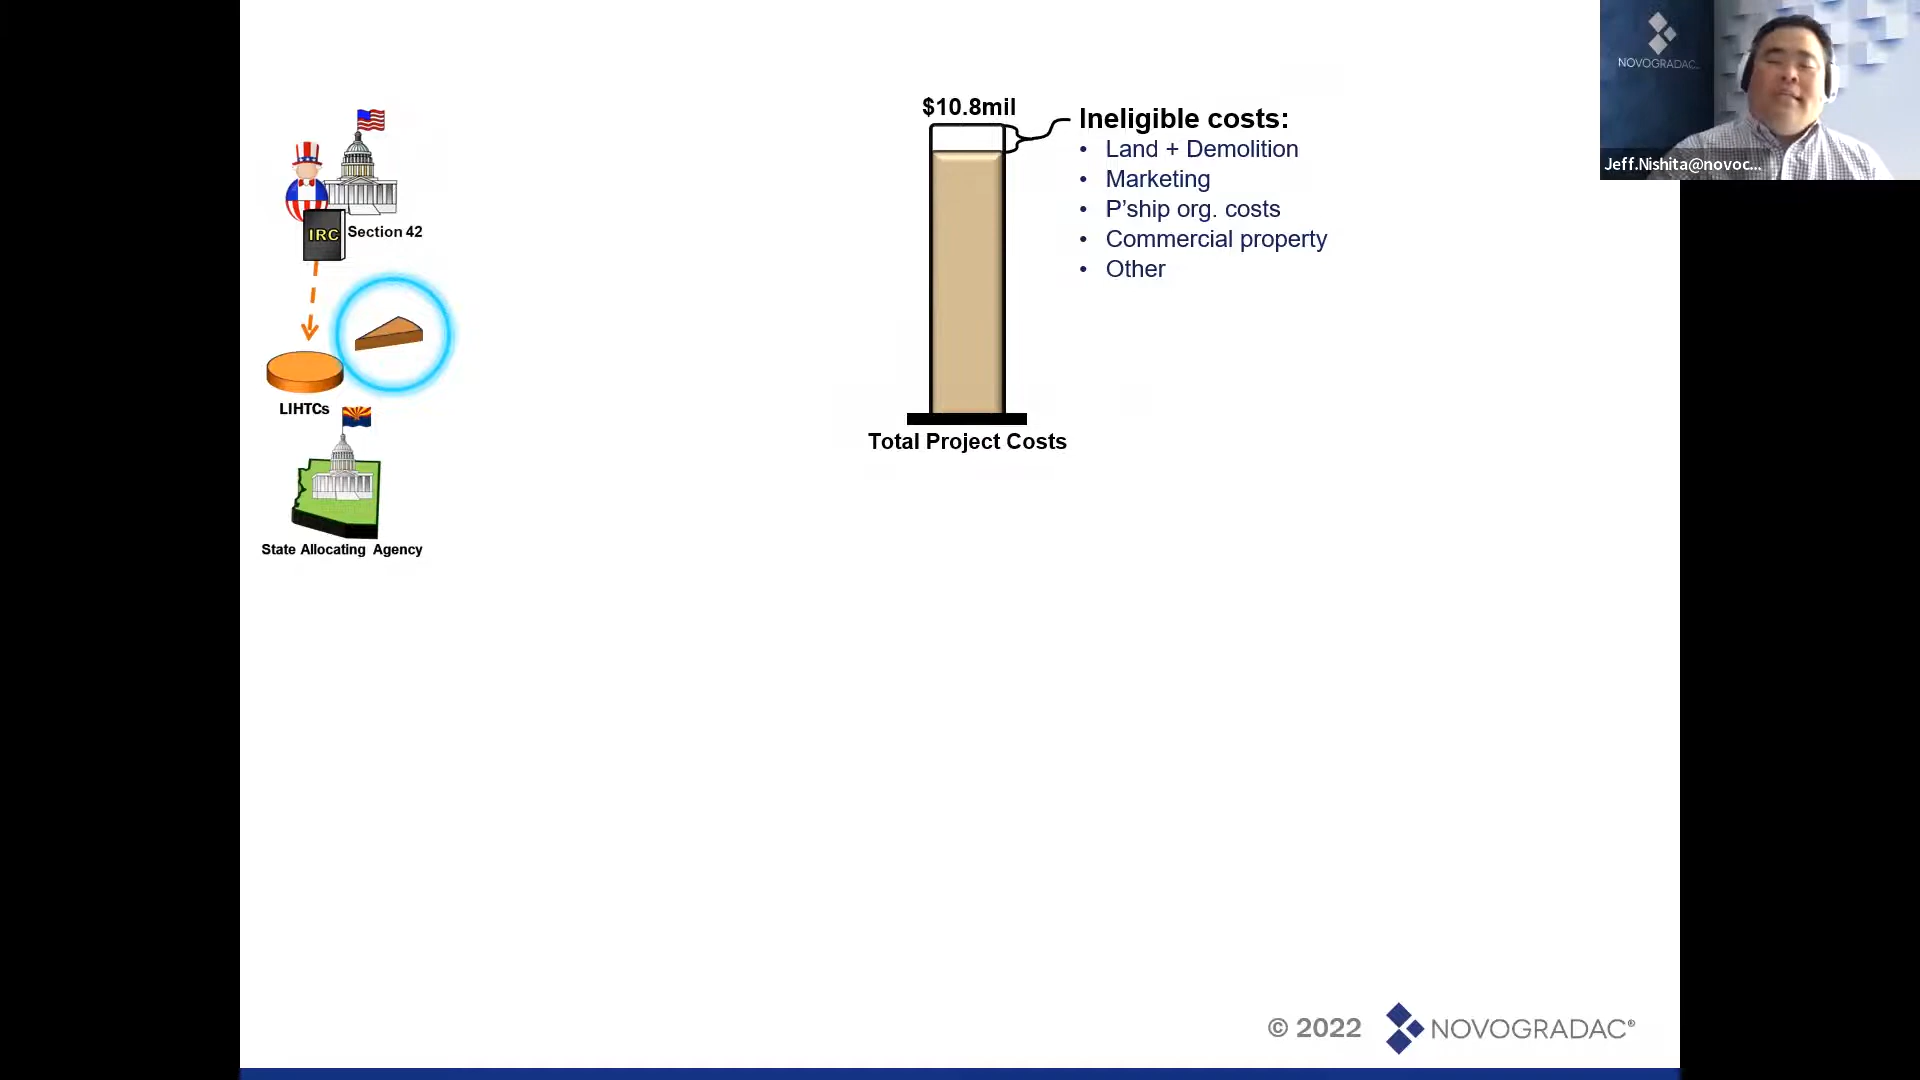 NOVOGRADAC
Jeff.Nishita@novoc...
$10.8mil
Ineligible costs:
• Land + Demolition
• Marketing
• P’ship org. costs
• Commercial property
• Other
IRC
Section 42
LIHTCs
State Allocating Agency
Total Project Costs
© 2022
NOVOGRADAC®